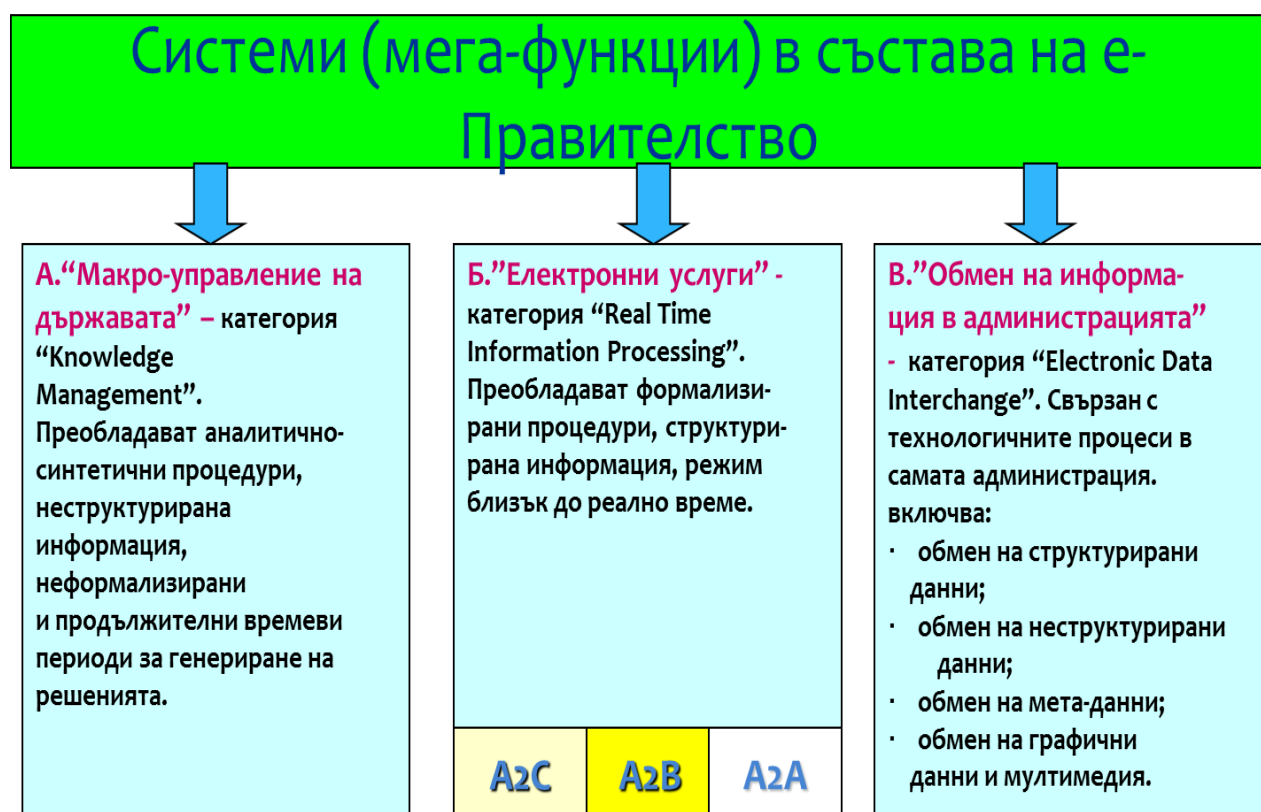 Системи (мега-функции) в състава на е-
Правителство
А.“Макро-управление на
държавата” – категория
“Knowledge
Management”.
Преобладават аналитично-
синтетични процедури,
неструктурирана
информация,
неформализирани
и продължителни времеви
периоди за генериране на
решенията.
Б.”Електронни услуги” -
категория “Real Time
Information Processing”.
Преобладават формализи-
рани процедури, структури-
рана информация, режим
близък до реално време.
A2C
A2B
A2A
В.”Обмен на информа-
ция в администрацията”
- категория “Electronic Data
Interchange”. Свързан с
технологичните процеси в
самата администрация.
включва:
· обмен на структурирани
данни;
· обмен на неструктурирани
данни;
· обмен на мета-данни;
· обмен на графични
данни и мултимедия.